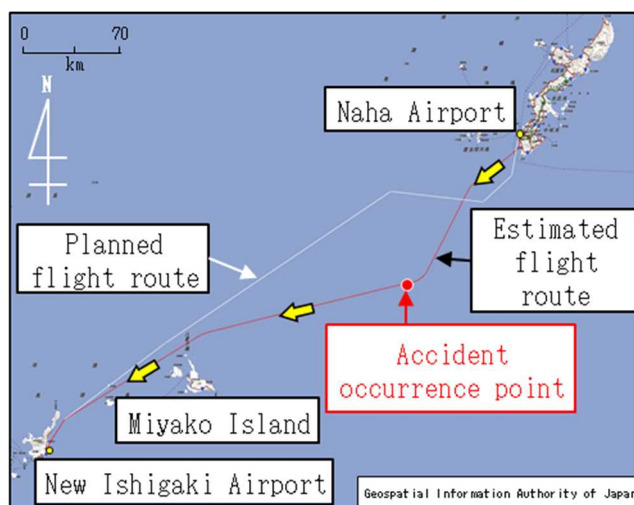 0 70
km
N
Naha Airport
Planned
flight route
Estimated
flight
route
Accident
occurrence point
Miyako Island
New Ishigaki Airport
Geospatial Information Authority of Japan